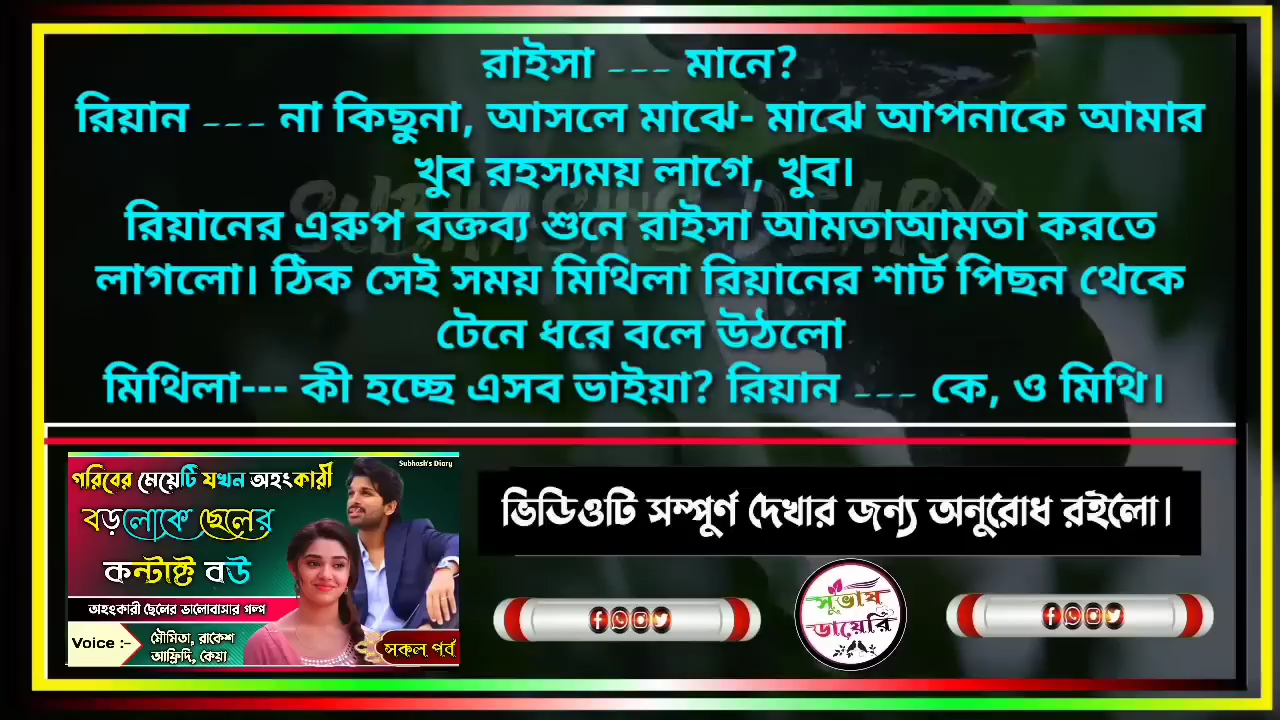 রাইসা --- মানে?
রিয়ান --- না কিছুনা, আসলে মাঝে- মাঝে আপনাকে আমার
খুব রহস্যময় লাগে, খুব।
রিয়ানের এরুপ বক্তব্য শুনে রাইসা আমতাআমতা করতে
লাগলো। ঠিক সেই সময় মিথিলা রিয়ানের শার্ট পিছন থেকে
টেনে ধরে বলে উঠলো
মিথিলা--- কী হচ্ছে এসব ভাইয়া? রিয়ান --- কে, ও মিথি।
SUBHASH'S DIARY
Subhash's Diary
গরিবের মেয়েটি যখন অহংকারী
বড়লোক ছেলের
কন্টাক্ট বউ
অহংকারী ছেলের ভালোবাসার গল্প
Voice :-
মৌমিতা, রাকেশ
আফ্রিদি, কেয়া
সকল পর্ব
ভিডিওটি সম্পুর্ণ দেখার জন্য অনুরোধ রইলো।
সুভাষ
ডায়েরি